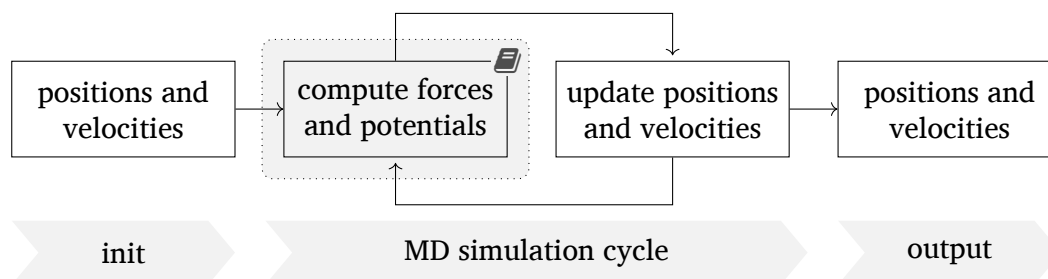 positions and
velocities
compute forces
and potentials
update positions
and velocities
positions and
velocities
init
MD simulation cycle
output